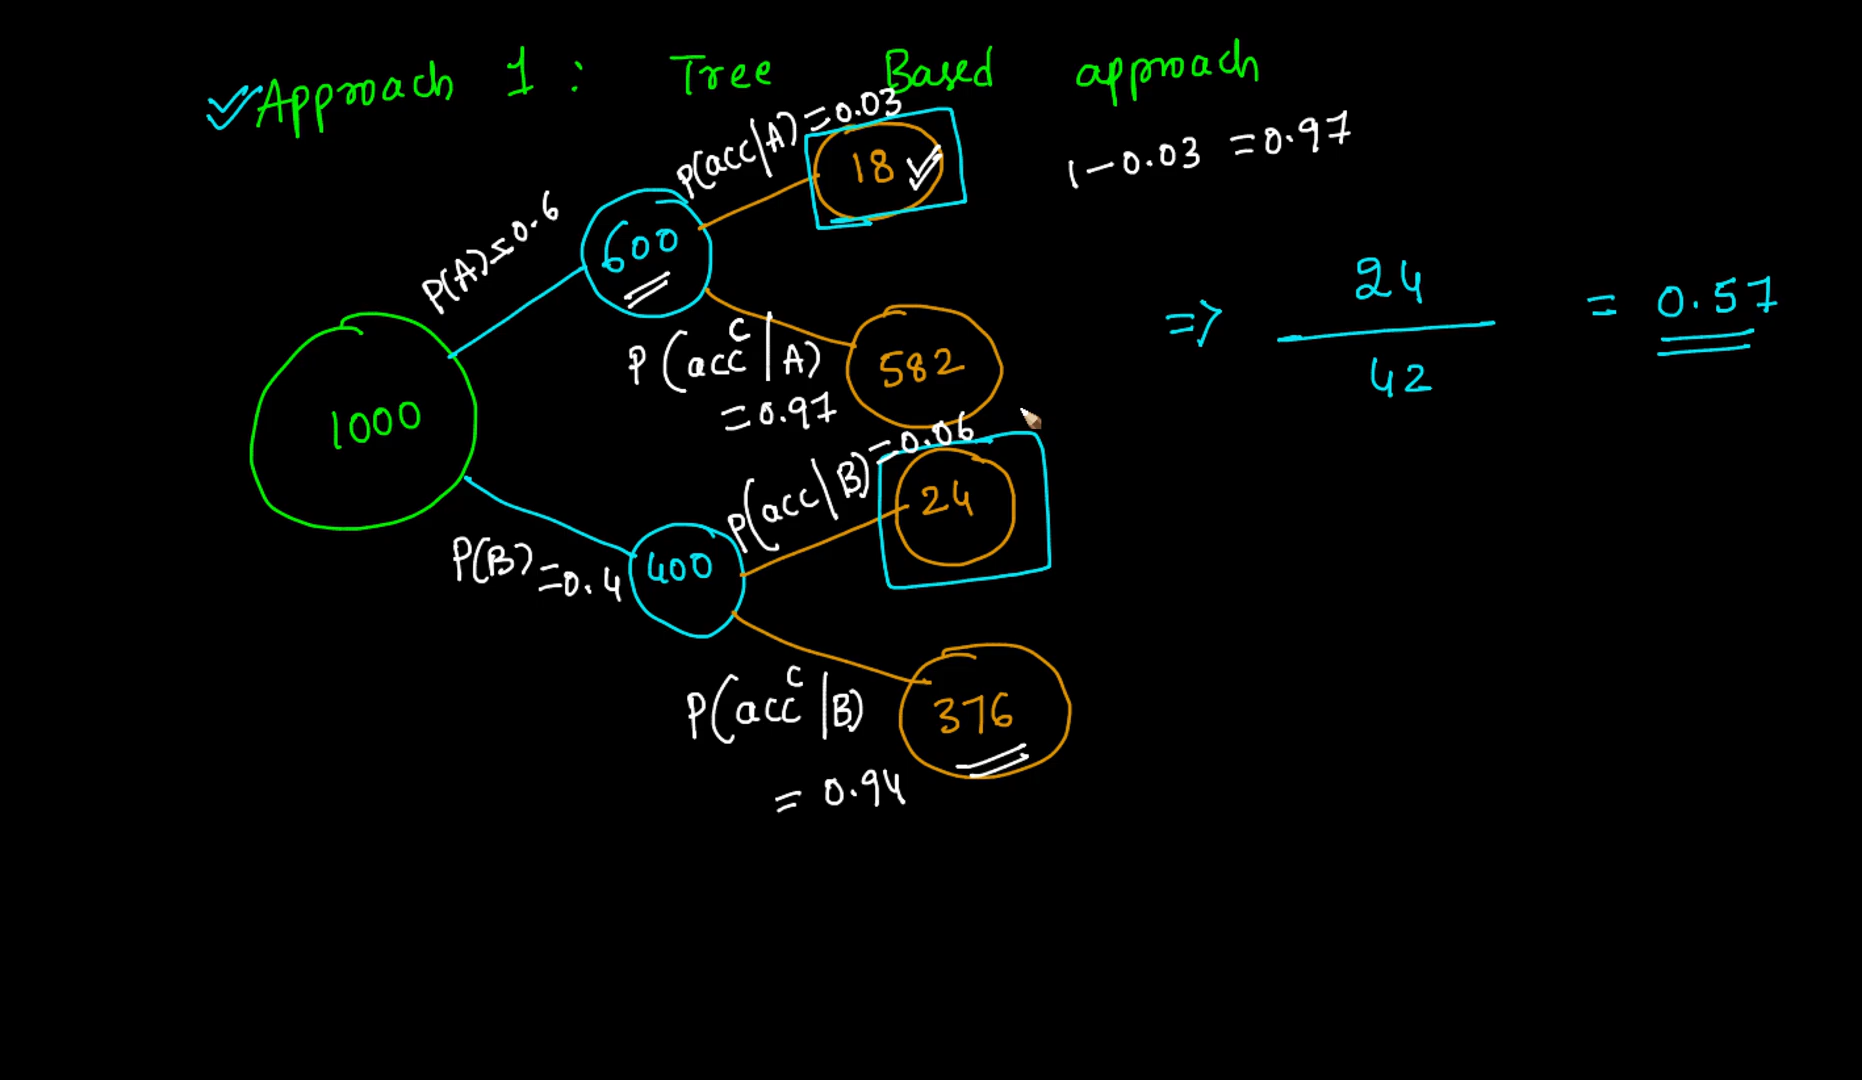 Approach 1 : Tree Based approach
P(acc|A) = 0.03
18
1 - 0.03 = 0.97
P(A) = 0.6
600
24
=> ―― = 0.57
42
P(acc^c | A)
= 0.97
582
1000
P(acc|B) = 0.06
24
P(B) = 0.4
400
P(acc^c | B)
= 0.94
376